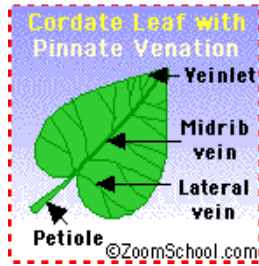 Cordate Leaf with
Pinnate Venation
Veinlet
Midrib
vein
Lateral
vein
Petiole
©ZoomSchool.com